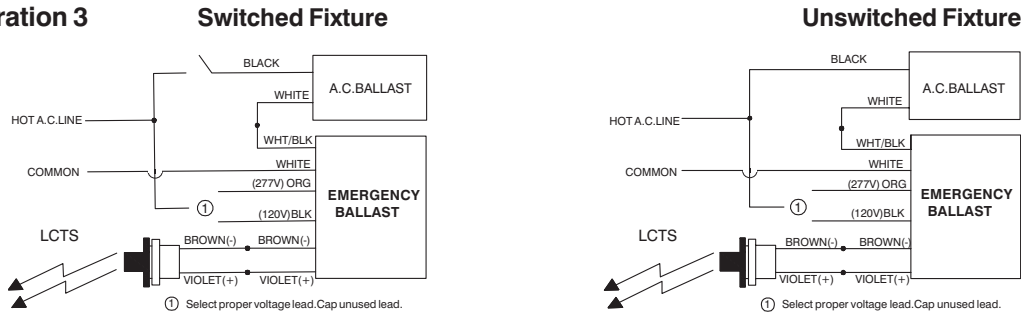 ration 3
Switched Fixture
BLACK
A.C.BALLAST
WHITE
HOT A.C.LINE
WHT/BLK
COMMON
WHITE
(277V) ORG
EMERGENCY
BALLAST
1
(120V)BLK
LCTS
BROWN(-) BROWN(-)
VIOLET(+) VIOLET(+)
1 Select proper voltage lead.Cap unused lead.
Unswitched Fixture
BLACK
A.C.BALLAST
WHITE
HOT A.C.LINE
WHT/BLK
COMMON
WHITE
(277V) ORG
EMERGENCY
BALLAST
1
(120V)BLK
LCTS
BROWN(-) BROWN(-)
VIOLET(+) VIOLET(+)
1 Select proper voltage lead.Cap unused lead.